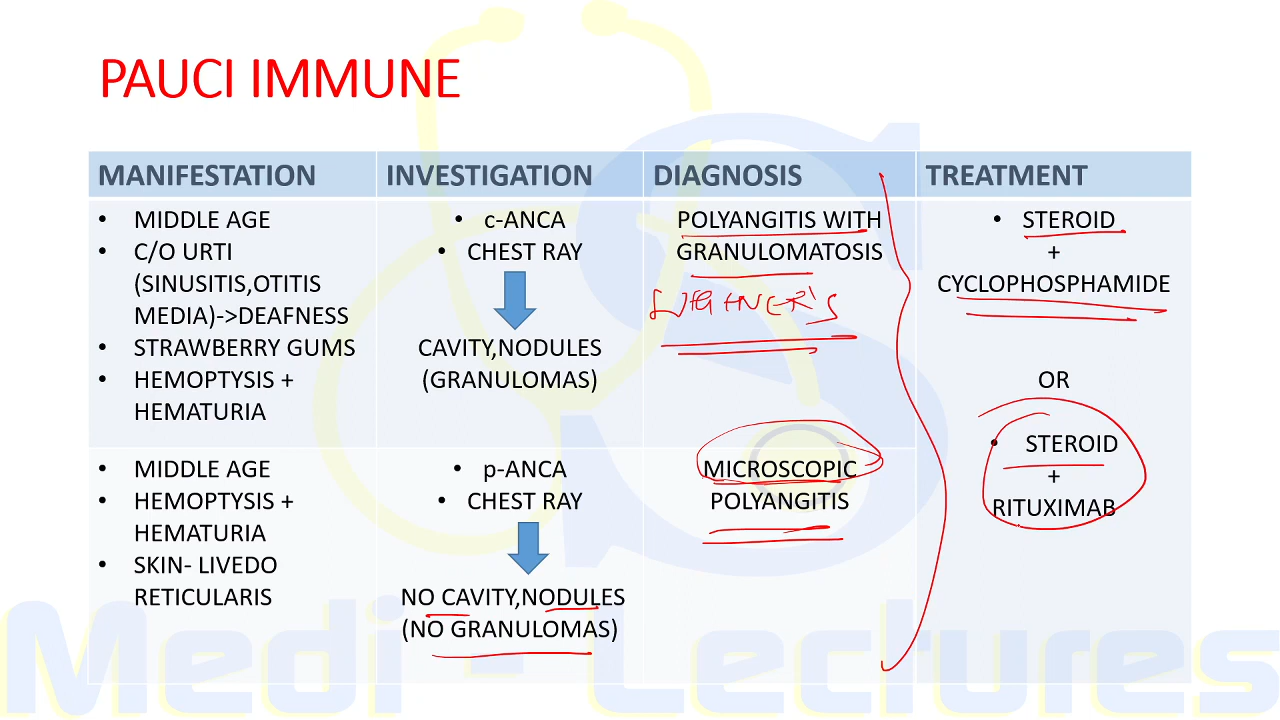 PAUCI IMMUNE
MANIFESTATION
INVESTIGATION
DIAGNOSIS
TREATMENT
• MIDDLE AGE
• C/O URTI
(SINUSITIS,OTITIS
MEDIA)->DEAFNESS
• STRAWBERRY GUMS
• HEMOPTYSIS +
HEMATURIA
• c-ANCA
• CHEST RAY
CAVITY,NODULES
(GRANULOMAS)
POLYANGITIS WITH
GRANULOMATOSIS
WEGENER'S
• STEROID
+
CYCLOPHOSPHAMIDE
OR
• STEROID
+
RITUXIMAB
• MIDDLE AGE
• HEMOPTYSIS +
HEMATURIA
• SKIN- LIVEDO
RETICULARIS
• p-ANCA
• CHEST RAY
NO CAVITY,NODULES
(NO GRANULOMAS)
MICROSCOPIC
POLYANGITIS
Medi - Lectures